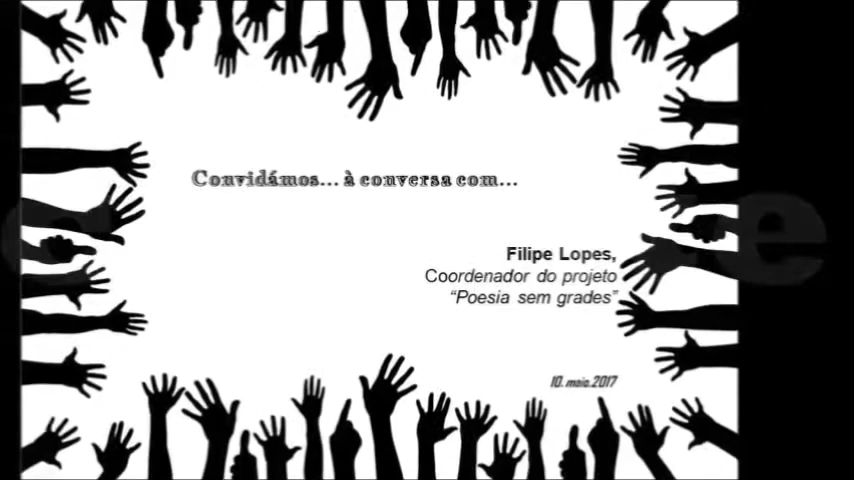 Convidámos... à conversa com...
Filipe Lopes,
Coordenador do projeto
“Poesia sem grades”
10. maio.2017